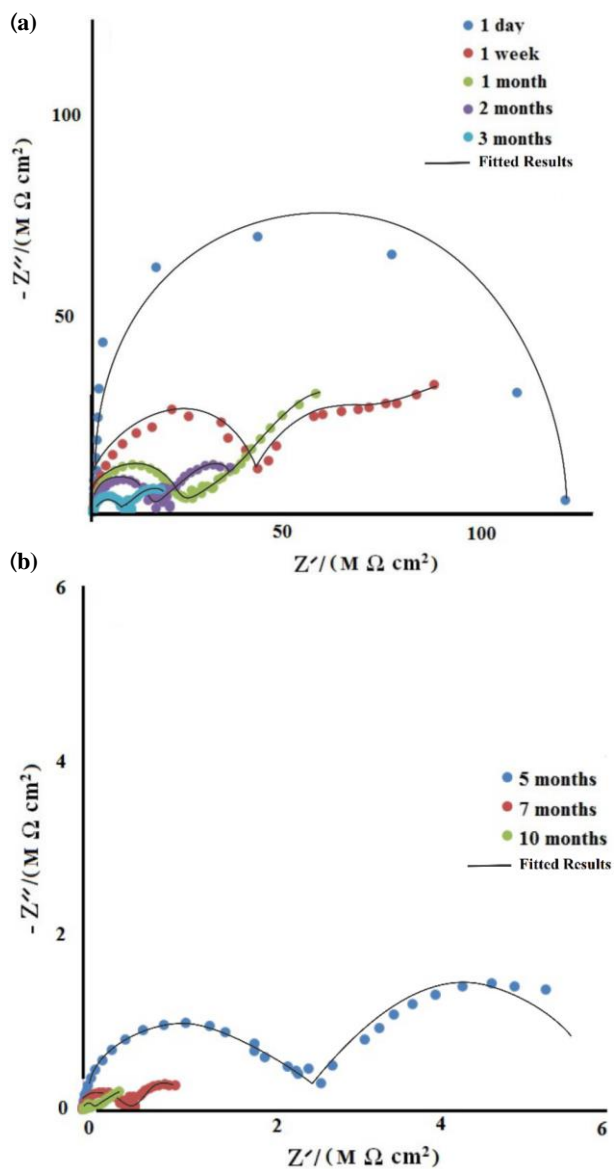 (a)
1 day
1 week
1 month
2 months
3 months
Fitted Results
100
50
- Z″/(M Ω cm²)
50 100
Z′/(M Ω cm²)
(b)
6
4
2
0
- Z″/(M Ω cm²)
5 months
7 months
10 months
Fitted Results
0 2 4 6
Z′/(M Ω cm²)